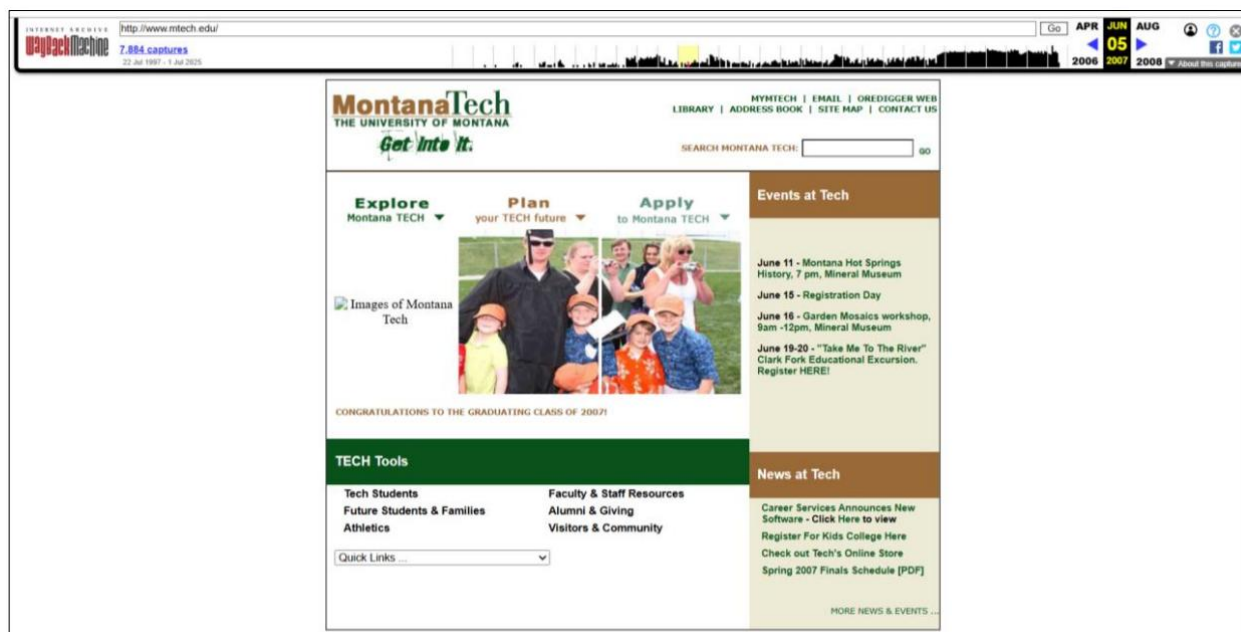 INTERNET ARCHIVE
WayBackMachine
http://www.mtech.edu/
Go
7,884 captures
22 Jul 1997 - 1 Jul 2025
APR JUN AUG
05
2006 2007 2008
About this capture
MontanaTech
THE UNIVERSITY OF MONTANA
Get Into It.
MYMTECH | EMAIL | OREDIGGER WEB
LIBRARY | ADDRESS BOOK | SITE MAP | CONTACT US
SEARCH MONTANA TECH:
GO
Explore
Montana TECH
Plan
your TECH future
Apply
to Montana TECH
Images of Montana
Tech
CONGRATULATIONS TO THE GRADUATING CLASS OF 2007!
TECH Tools
Tech Students
Future Students & Families
Athletics
Faculty & Staff Resources
Alumni & Giving
Visitors & Community
Quick Links ...
Events at Tech
June 11 - Montana Hot Springs
History, 7 pm, Mineral Museum
June 15 - Registration Day
June 16 - Garden Mosaics workshop,
9am -12pm, Mineral Museum
June 19-20 - "Take Me To The River"
Clark Fork Educational Excursion.
Register HERE!
News at Tech
Career Services Announces New
Software - Click Here to view
Register For Kids College Here
Check out Tech's Online Store
Spring 2007 Finals Schedule [PDF]
MORE NEWS & EVENTS ...